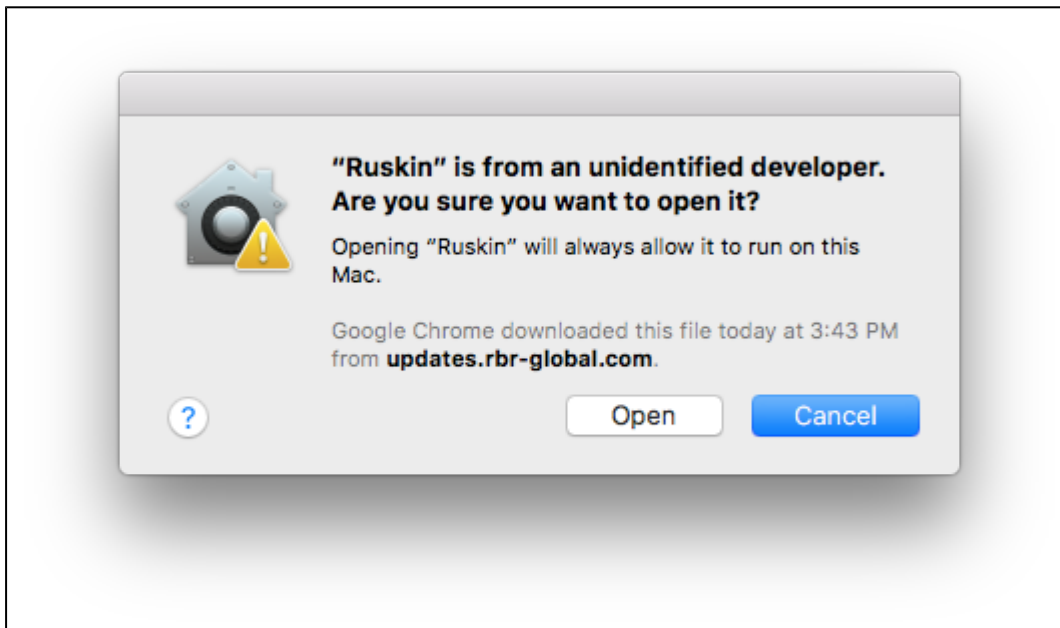 “Ruskin” is from an unidentified developer.
Are you sure you want to open it?
Opening “Ruskin” will always allow it to run on this
Mac.
Google Chrome downloaded this file today at 3:43 PM
from updates.rbr-global.com.
?
Open
Cancel